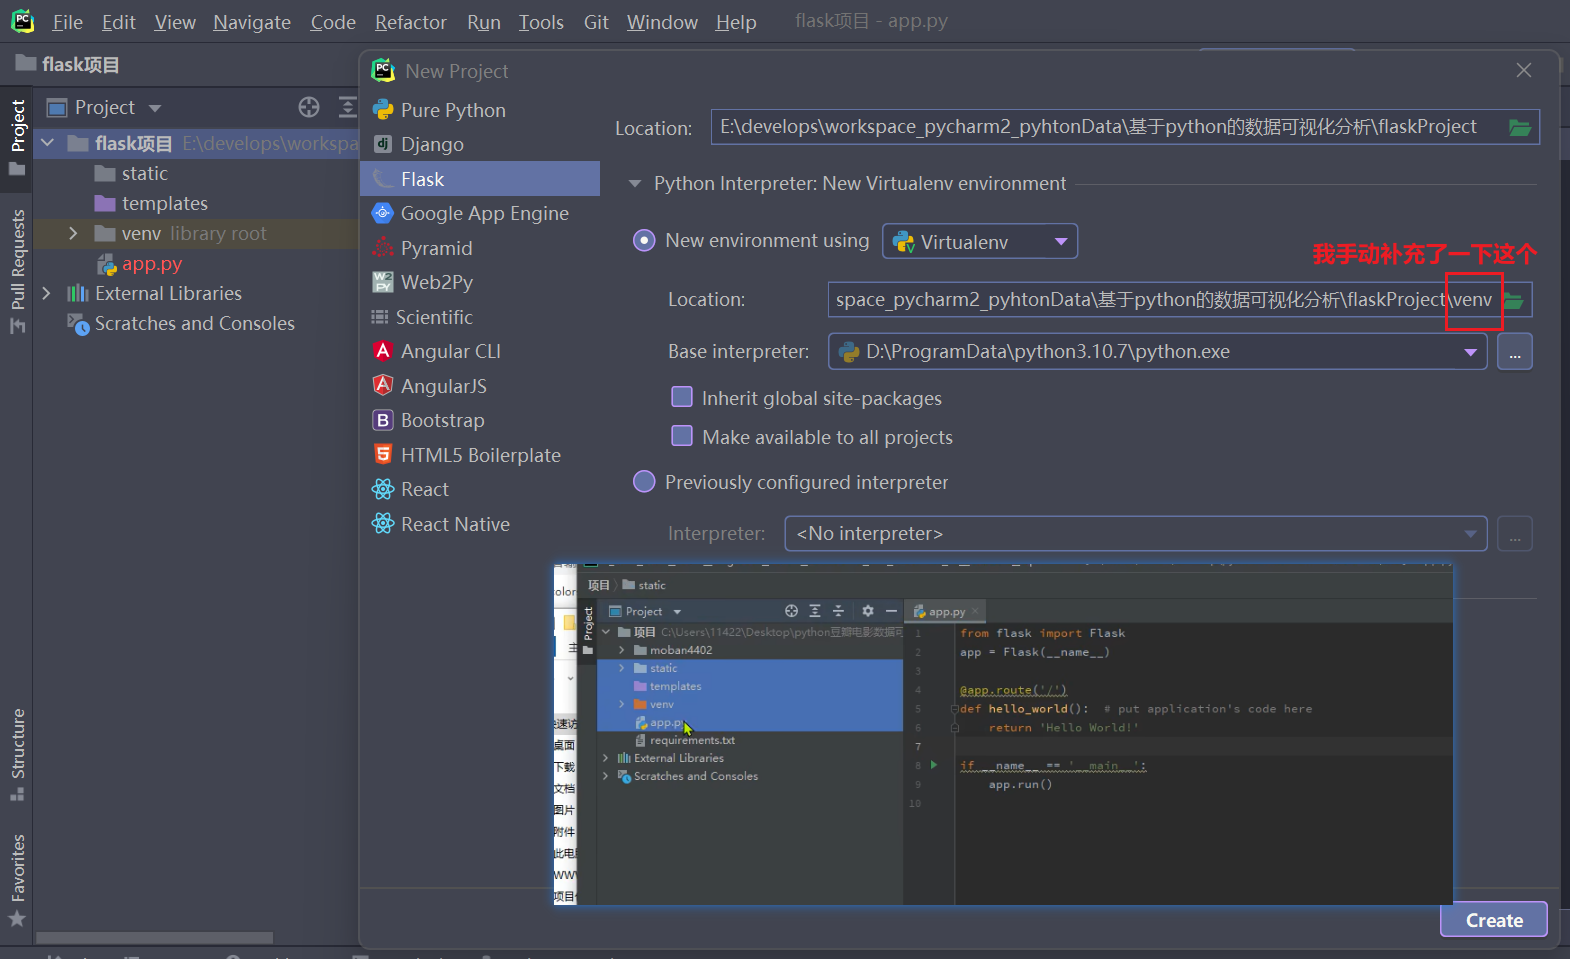 File Edit View Navigate Code Refactor Run Tools Git Window Help flask项目 - app.py
flask项目
Project
Pull Requests
Structure
Favorites
Project
flask项目 E:\develops\workspa
static
templates
venv library root
app.py
External Libraries
Scratches and Consoles
New Project
Pure Python
Django
Flask
Google App Engine
Pyramid
Web2Py
Scientific
Angular CLI
AngularJS
Bootstrap
HTML5 Boilerplate
React
React Native
Location: E:\develops\workspace_pycharm2_pyhtonData\基于python的数据可视化分析\flaskProject
Python Interpreter: New Virtualenv environment
New environment using Virtualenv
我手动补充了一下这个
Location: space_pycharm2_pyhtonData\基于python的数据可视化分析\flaskProject\venv
Base interpreter: D:\ProgramData\python3.10.7\python.exe ...
Inherit global site-packages
Make available to all projects
Previously configured interpreter
Interpreter: <No interpreter> ...
项目 static
Project
Project
项目 C:\Users\11422\Desktop\python豆瓣电影数据可
moban4402
static
templates
venv
app.py
requirements.txt
External Libraries
Scratches and Consoles
olor
主
快速访
桌面
下载
文档
图片
附件
此电
WW
项目
app.py
1 from flask import Flask
2 app = Flask(__name__)
3
4 @app.route('/')
5 def hello_world(): # put application's code here
6 return 'Hello World!'
7
8 if __name__ == '__main__':
9 app.run()
10
Create